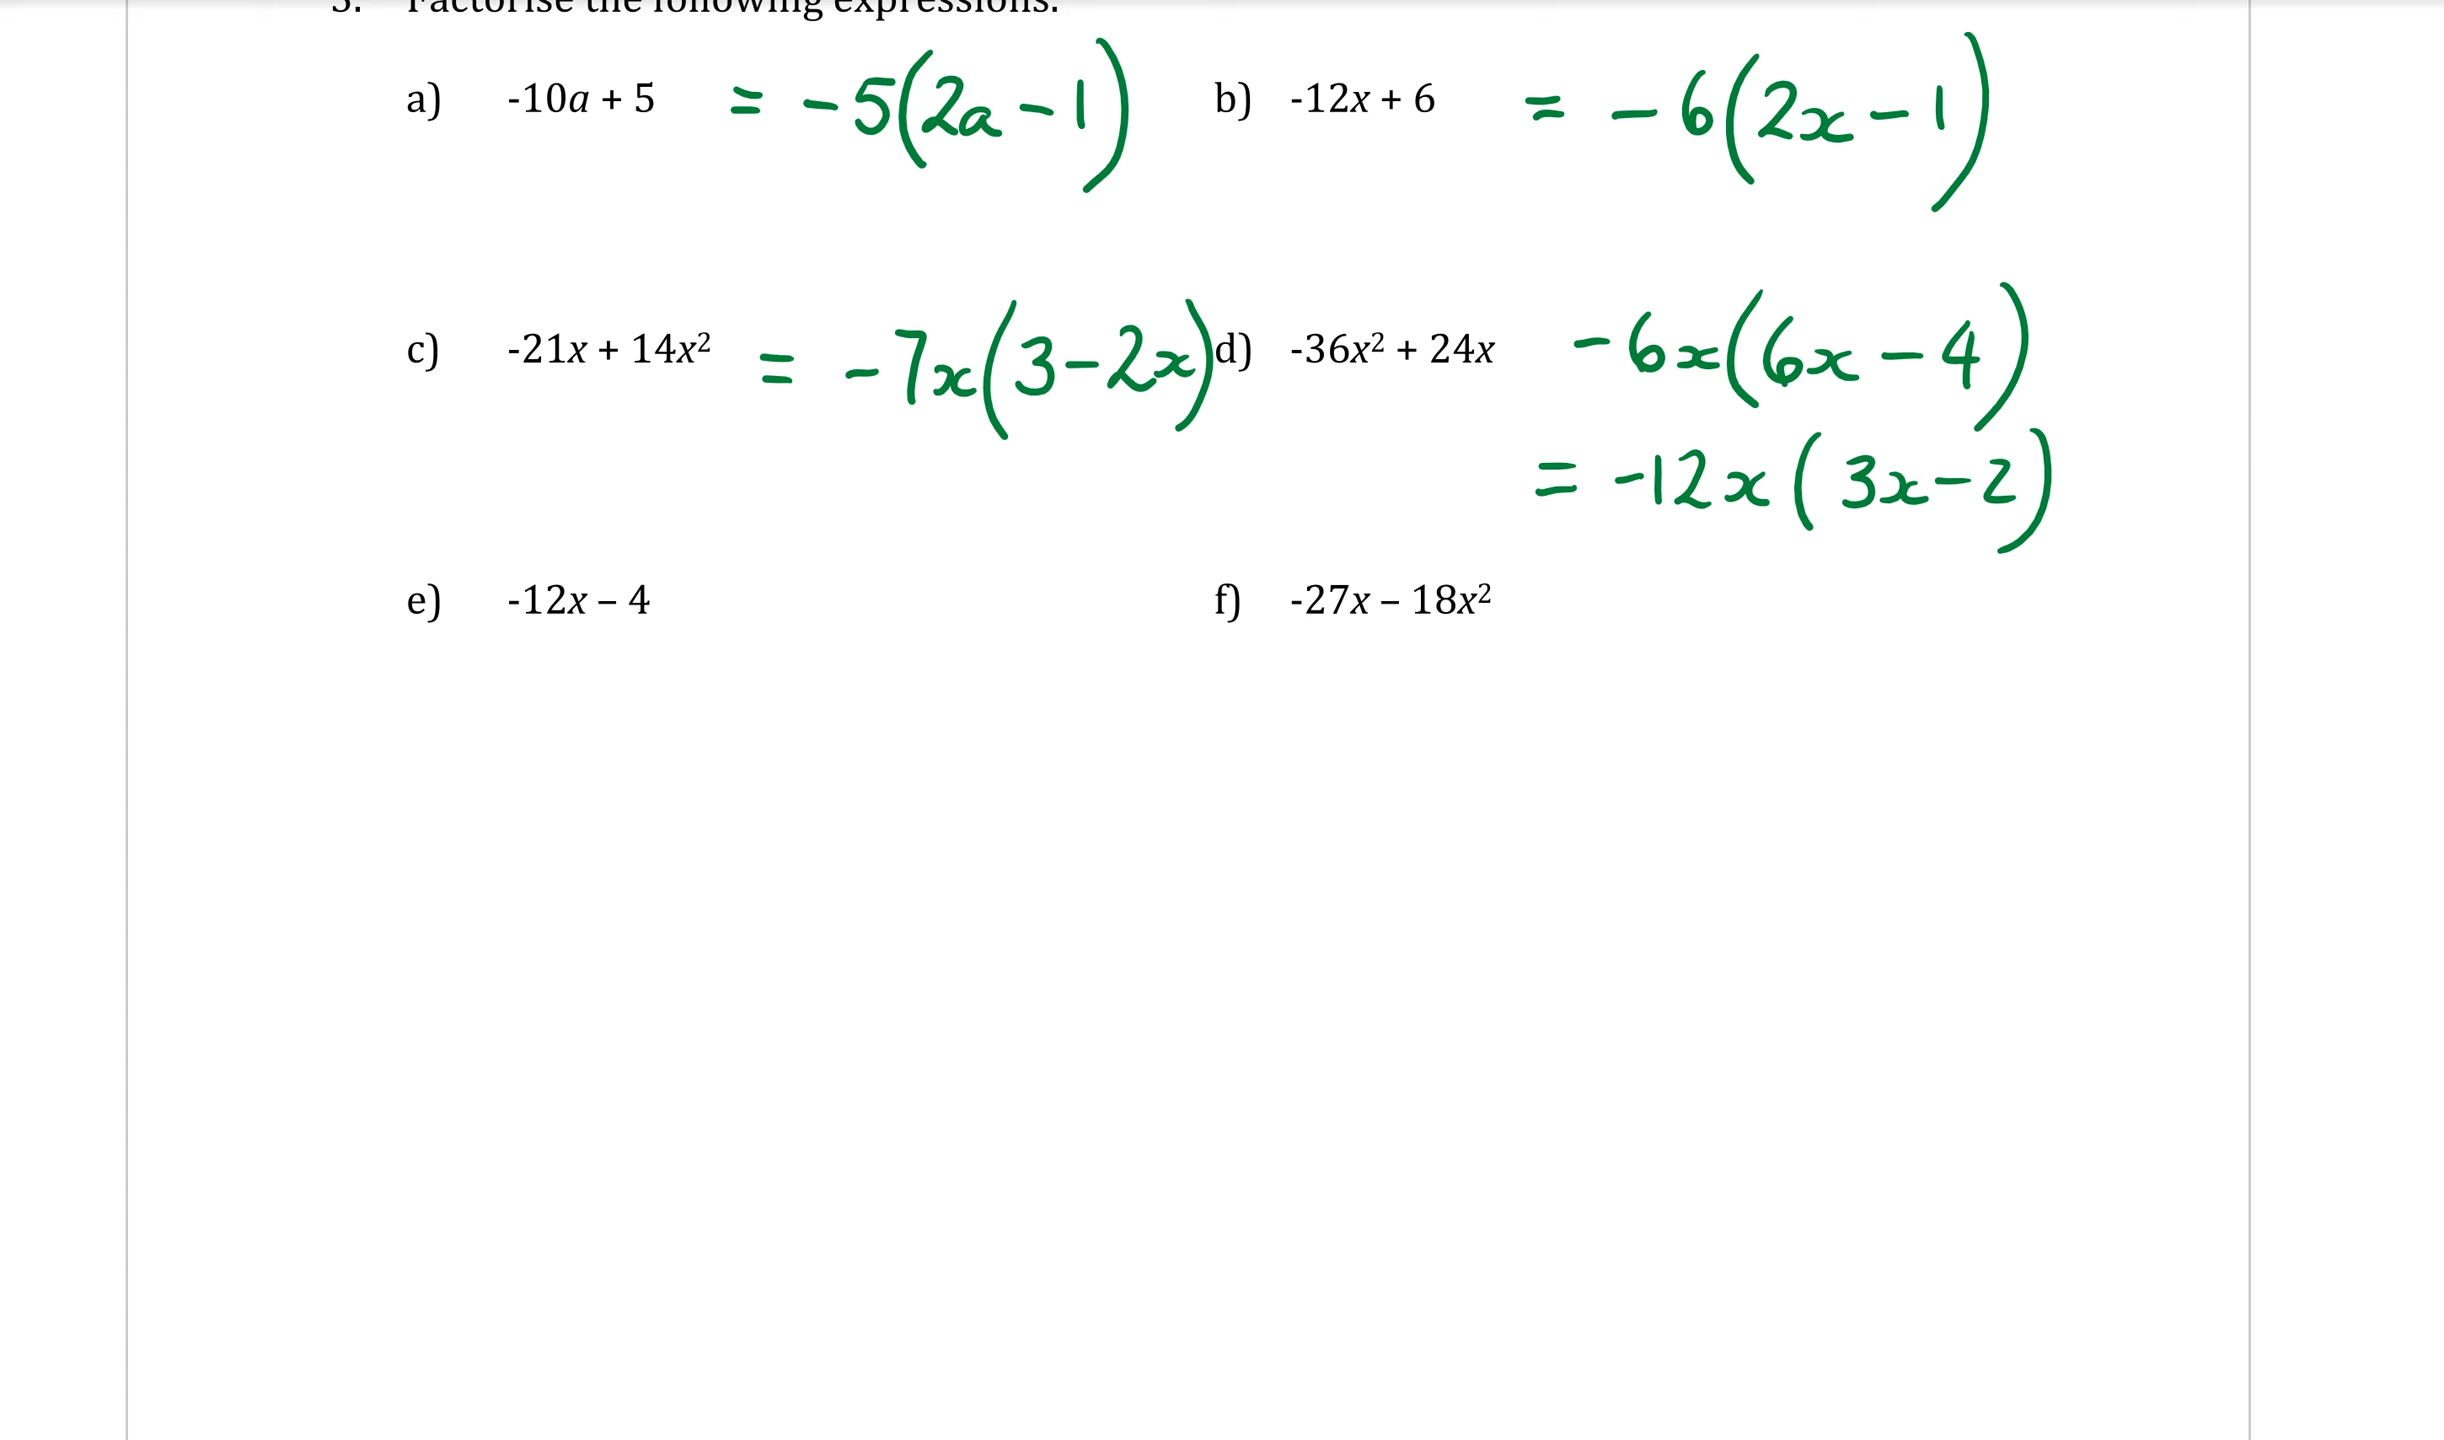 3. Factorise the following expressions.
a) -10a + 5 = -5(2a - 1) b) -12x + 6 = -6(2x - 1)
c) -21x + 14x² = -7x(3 - 2x) d) -36x² + 24x -6x(6x - 4)
= -12x(3x - 2)
e) -12x – 4 f) -27x – 18x²